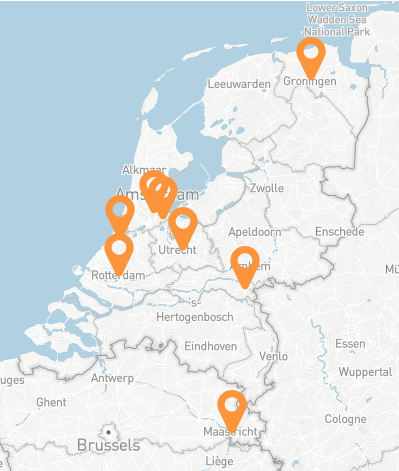 Lower Saxon
Wadden Sea
National Park
Leeuwarden
Groningen
Alkmaar
Amsterdam
Zwolle
Apeldoorn
Enschede
Utrecht
Arnhem
Rotterdam
's-
Hertogenbosch
Eindhoven
Venlo
Essen
Wuppertal
Antwerp
Ghent
Cologne
Maastricht
Brussels
Liège